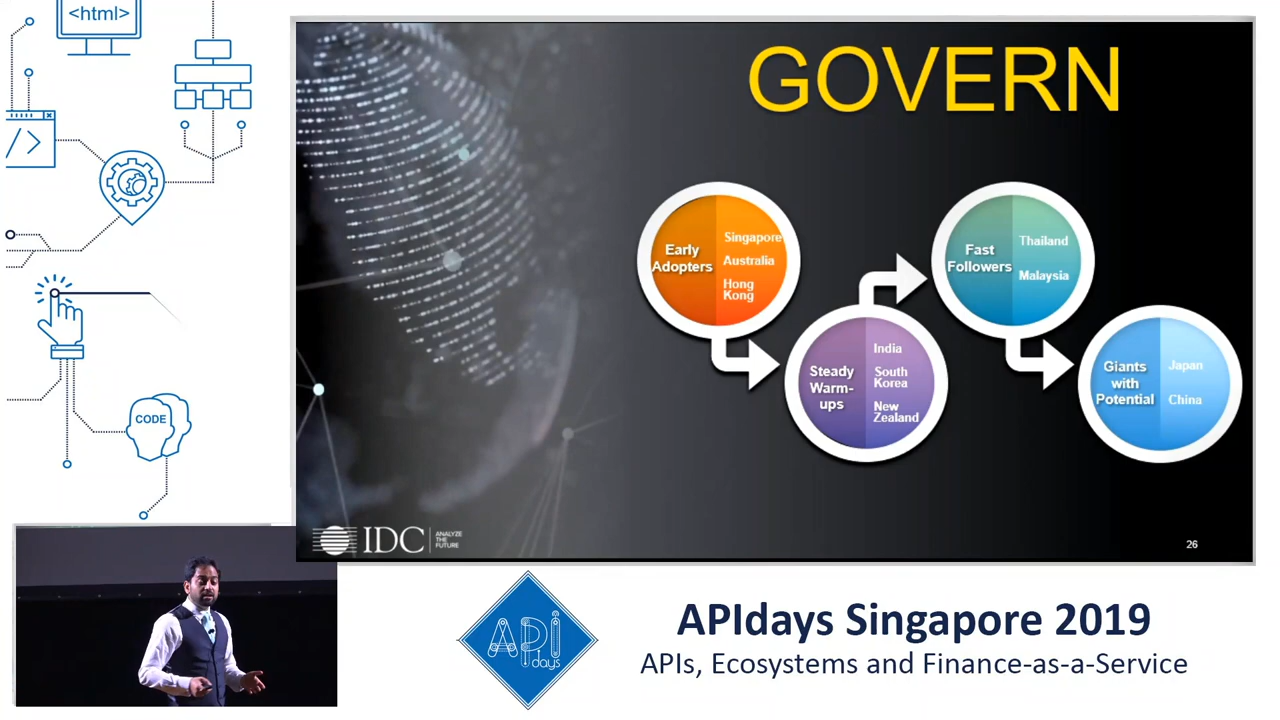 <html>
</>
CODE
GOVERN
Early
Adopters
Singapore
Australia
Hong
Kong
Steady
Warm-
ups
India
South
Korea
New
Zealand
Fast
Followers
Thailand
Malaysia
Giants
with
Potential
Japan
China
IDC
ANALYZE
THE
FUTURE
26
API
days
APIdays Singapore 2019
APIs, Ecosystems and Finance-as-a-Service